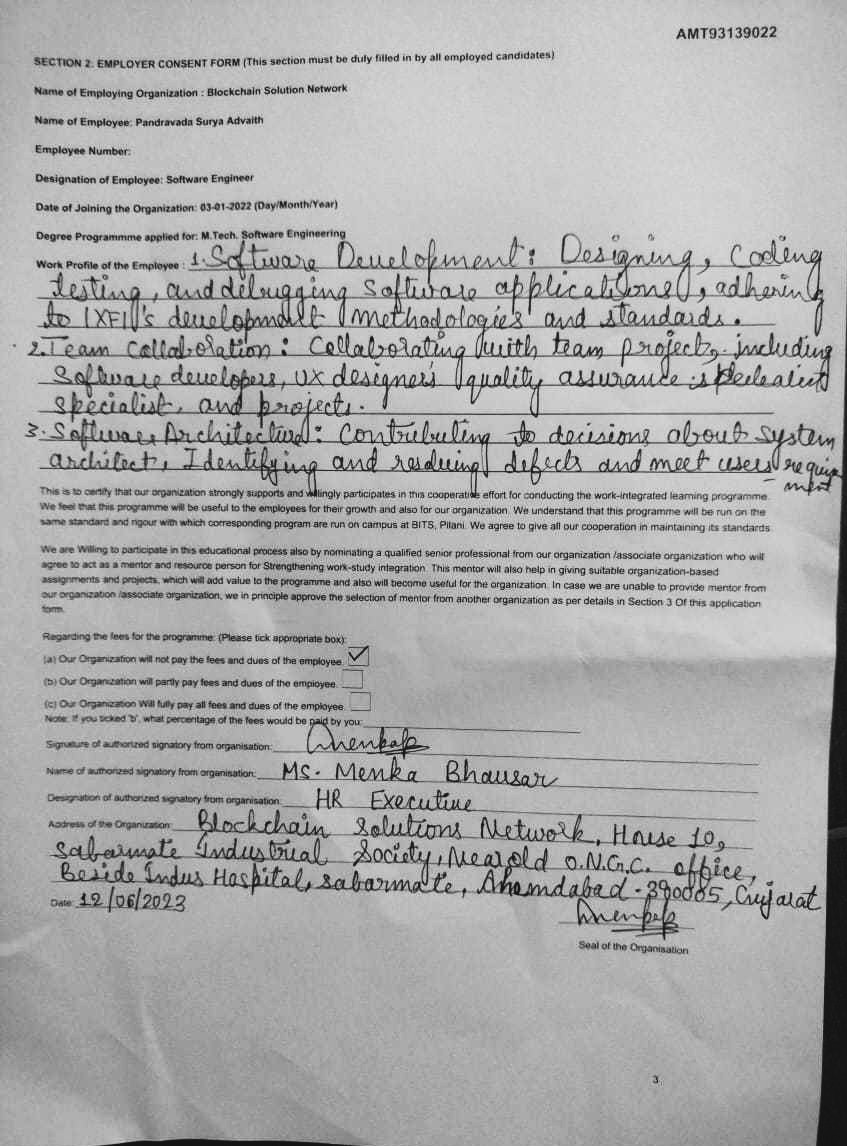 AMT93139022
SECTION 2: EMPLOYER CONSENT FORM (This section must be duly filled in by all employed candidates)
Name of Employing Organization : Blockchain Solution Network
Name of Employee: Pandravada Surya Advaith
Employee Number:
Designation of Employee: Software Engineer
Date of Joining the Organization: 03-01-2022 (Day/Month/Year)
Degree Programmme applied for: M.Tech. Software Engineering
Work Profile of the Employee : 1. Software Development: Designing, Coding
testing, and debugging Software applications, adhering
to IXFI's development methodologies and standards.
2. Team Collaboration: Collaborating with team projects, including
Software developers, UX designers quality assurance
specialist, and projects.
3. Software Architecture: Contributing to decisions about system
architect, Identifying and resolving defects and meet users require
ment
This is to certify that our organization strongly supports and willingly participates in this cooperative effort for conducting the work-integrated learning programme.
We feel that this programme will be useful to the employees for their growth and also for our organization. We understand that this programme will be run on the
same standard and rigour with which corresponding program are run on campus at BITS, Pilani. We agree to give all our cooperation in maintaining its standards.
We are Willing to participate in this educational process also by nominating a qualified senior professional from our organization /associate organization who will
agree to act as a mentor and resource person for Strengthening work-study integration. This mentor will also help in giving suitable organization-based
assignments and projects, which will add value to the programme and also will become useful for the organization. In case we are unable to provide mentor from
our organization /associate organization, we in principle approve the selection of mentor from another organization as per details in Section 3 Of this application
form.
Regarding the fees for the programme: (Please tick appropriate box):
(a) Our Organization will not pay the fees and dues of the employee. ✓
(b) Our Organization will partly pay fees and dues of the employee.
(c) Our Organization Will fully pay all fees and dues of the employee.
Note: If you ticked 'b', what percentage of the fees would be paid by you:
Signature of authorized signatory from organisation:
Name of authorized signatory from organisation: Ms. Menka Bhausar
Designation of authorized signatory from organisation: HR Executive
Address of the Organization: Blockchain Solutions Network, House 10,
Sabarmate Industrial Society, Near old O.N.G.C. office,
Beside Indus Hospital, Sabarmate, Ahamdabad - 390005, Gujarat
Date: 12/06/2023
Seal of the Organisation
3